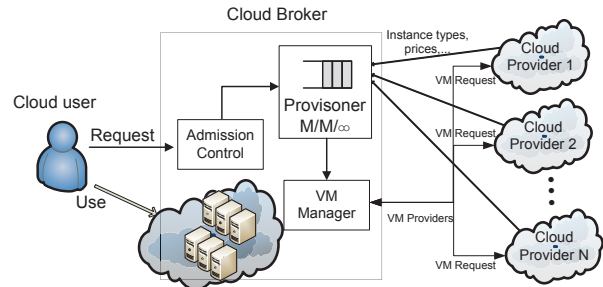 Cloud Broker
Instance types,
prices,...
Cloud
Provider 1
VM Request
Cloud user
Provisoner
M/M/∞
Request
Admission
Control
VM Request
Cloud
Provider 2
Use
VM
Manager
VM Providers
Cloud
Provider N
VM Request